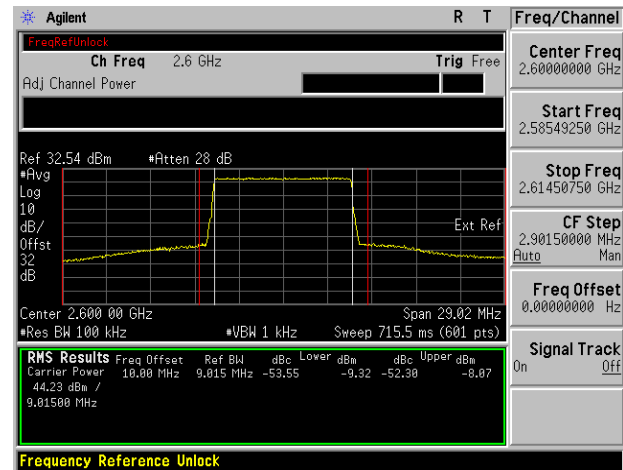 Agilent R T Freq/Channel
FreqRefUnlock
Ch Freq 2.6 GHz Trig Free
Adj Channel Power
Center Freq
2.60000000 GHz
Start Freq
2.58549250 GHz
Stop Freq
2.61450750 GHz
CF Step
2.90150000 MHz
Auto Man
Freq Offset
0.00000000 Hz
Signal Track
On Off
Ref 32.54 dBm #Atten 28 dB
#Avg
Log
10
dB/
Offst
32
dB
Ext Ref
Center 2.600 00 GHz Span 29.02 MHz
#Res BW 100 kHz #VBW 1 kHz Sweep 715.5 ms (601 pts)
RMS Results Freq Offset Ref BW dBc Lower dBm dBc Upper dBm
Carrier Power 10.00 MHz 9.015 MHz -53.55 -9.32 -52.30 -8.07
44.23 dBm /
9.01500 MHz
Frequency Reference Unlock